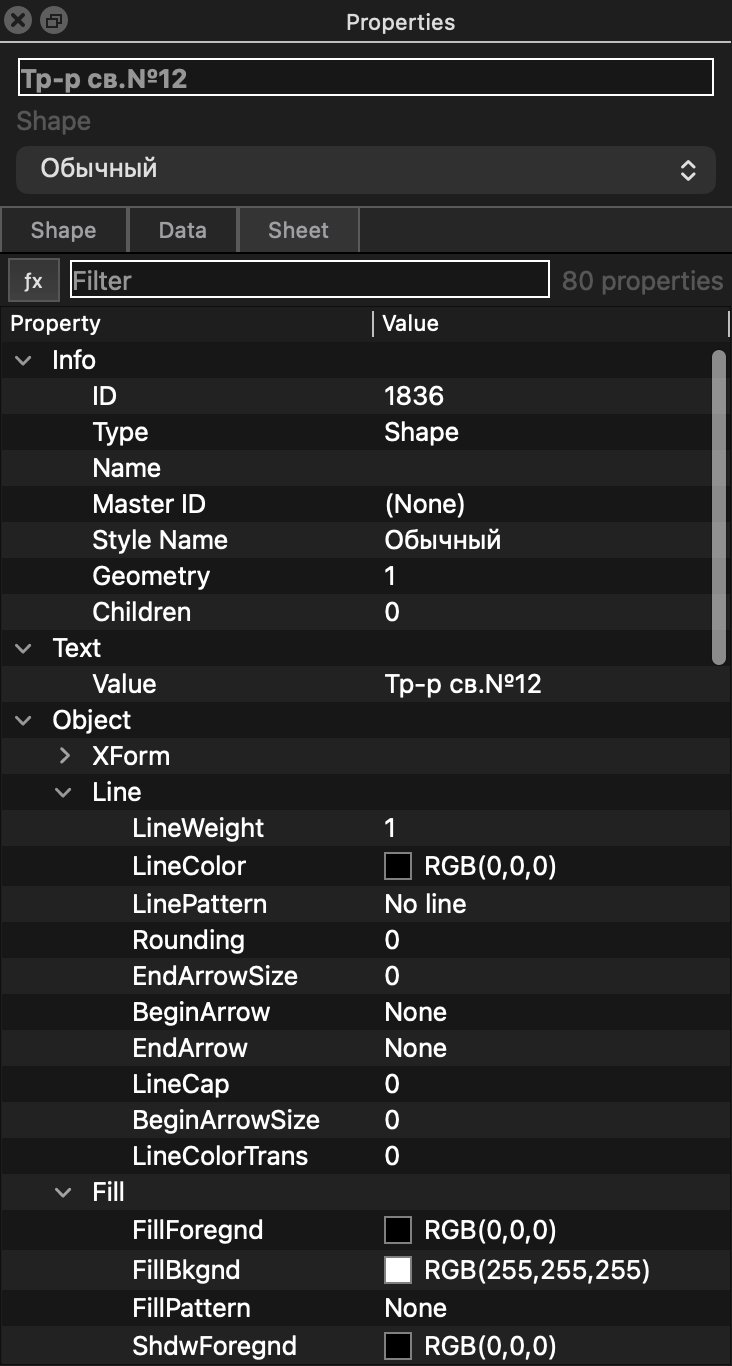 Properties
Тр-р св.№12
Shape
Обычный
Shape Data Sheet
ƒx Filter 80 properties
Property Value
Info
ID 1836
Type Shape
Name
Master ID (None)
Style Name Обычный
Geometry 1
Children 0
Text
Value Тр-р св.№12
Object
XForm
Line
LineWeight 1
LineColor RGB(0,0,0)
LinePattern No line
Rounding 0
EndArrowSize 0
BeginArrow None
EndArrow None
LineCap 0
BeginArrowSize 0
LineColorTrans 0
Fill
FillForegnd RGB(0,0,0)
FillBkgnd RGB(255,255,255)
FillPattern None
ShdwForegnd RGB(0,0,0)